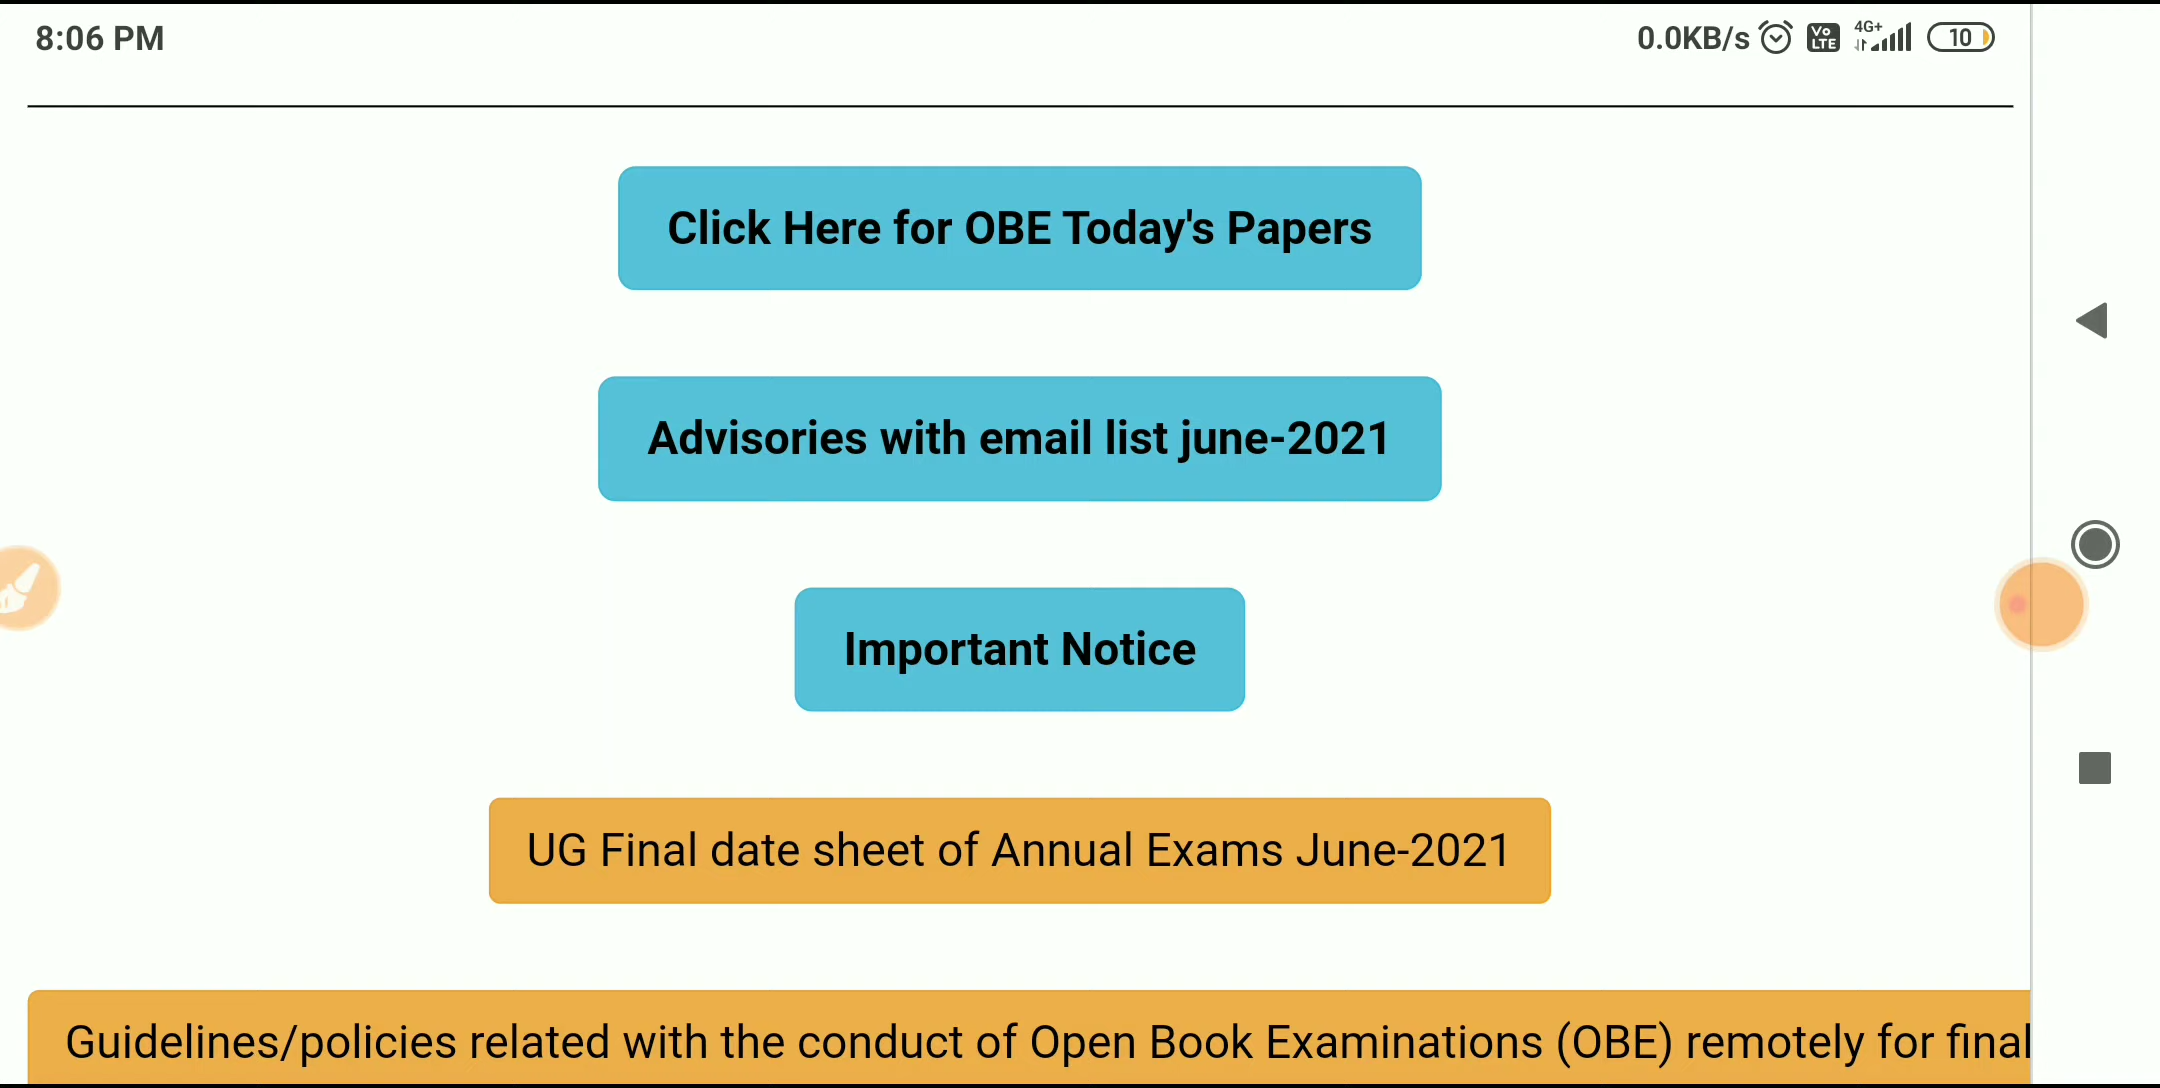 8:06 PM
0.0KB/s Vo LTE 4G+ 10
Click Here for OBE Today's Papers
Advisories with email list june-2021
Important Notice
UG Final date sheet of Annual Exams June-2021
Guidelines/policies related with the conduct of Open Book Examinations (OBE) remotely for final